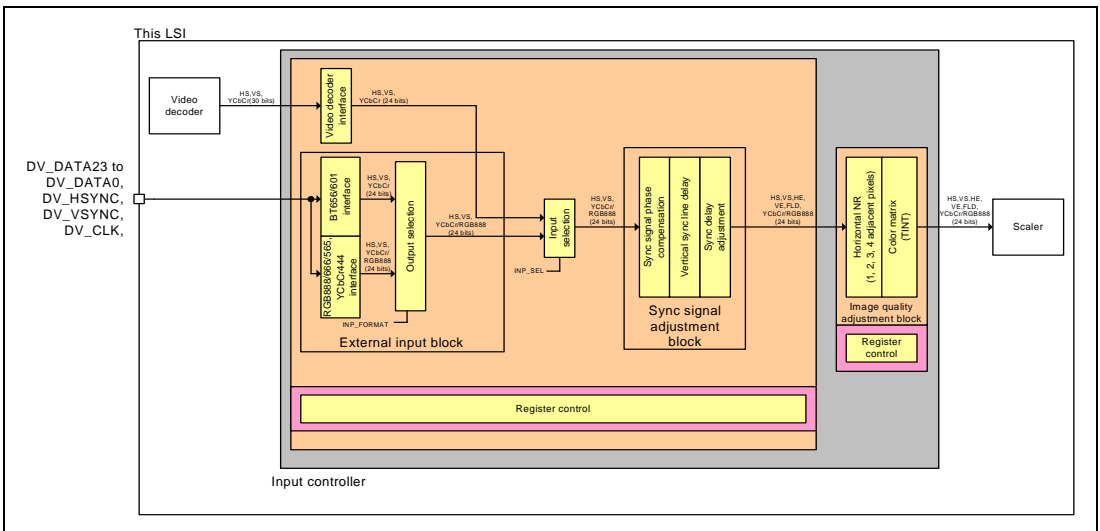 This LSI
Video
decoder
HS,VS,
YCbCr(30 bits)
Video decoder
interface
HS,VS,
YCbCr (24 bits)
DV_DATA23 to
DV_DATA0,
DV_HSYNC,
DV_VSYNC,
DV_CLK,
BT656/601
interface
HS,VS,
YCbCr
(24 bits)
RGB888/666/565,
YCbCr444
interface
HS,VS,
YCbCr/
RGB888
(24 bits)
Output selection
INP_FORMAT
External input block
HS,VS,
YCbCr/RGB888
(24 bits)
Input
selection
INP_SEL
HS,VS,
YCbCr/
RGB888
(24 bits)
Sync signal phase
compensation
Vertical sync line delay
Sync delay
adjustment
Sync signal
adjustment
block
HS,VS,HE,
VE,FLD,
YCbCr/RGB888
(24 bits)
Horizontal NR
(1, 2, 3, 4 adjacent pixels)
Color matrix
(TINT)
Image quality
adjustment block
Register
control
HS,VS,HE,
VE,FLD,
YCbCr/RGB888
(24 bits)
Scaler
Register control
Input controller